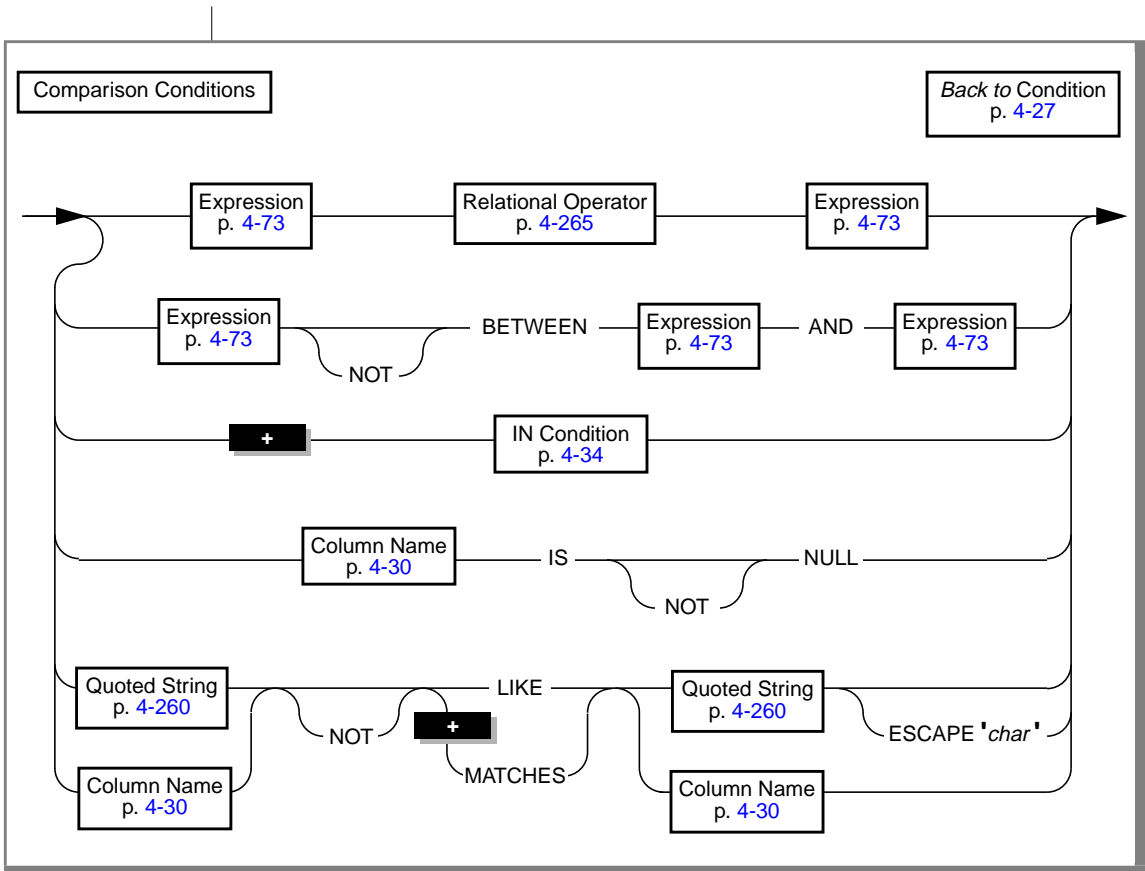 Comparison Conditions
Back to Condition
p. 4-27
Expression
p. 4-73
Relational Operator
p. 4-265
Expression
p. 4-73
Expression
p. 4-73
NOT
BETWEEN
Expression
p. 4-73
AND
Expression
p. 4-73
+
IN Condition
p. 4-34
Column Name
p. 4-30
IS
NOT
NULL
Quoted String
p. 4-260
Column Name
p. 4-30
NOT
LIKE
+
MATCHES
Quoted String
p. 4-260
ESCAPE 'char'
Column Name
p. 4-30